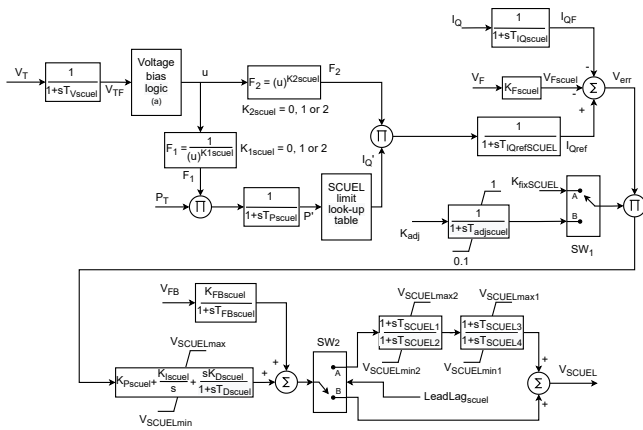 I_Q
1
1+sT_IQscuel
I_QF
V_T
1
1+sT_Vscuel
V_TF
Voltage
bias
logic
(a)
u
F_2 = (u)^K2scuel
F_2
K_2scuel = 0, 1 or 2
V_F
K_Fscuel
V_Fscuel
-
-
+
Σ
V_err
F_1 = 1
(u)^K1scuel
K_1scuel = 0, 1 or 2
F_1
∏
1
1+sT_IQrefSCUEL
I_Qref
I_Q'
P_T
∏
1
1+sT_Pscuel
P'
SCUEL
limit
look-up
table
K_adj
1
1
1+sT_adjscuel
0.1
K_fixSCUEL
A
B
SW_1
∏
V_FB
K_FBscuel
1+sT_FBscuel
V_SCUELmax
K_Pscuel + K_Iscuel
s
+ sK_Dscuel
1+sT_Dscuel
V_SCUELmin
+
+
Σ
SW_2
A
B
V_SCUELmax2
1+sT_SCUEL1
1+sT_SCUEL2
V_SCUELmin2
V_SCUELmax1
1+sT_SCUEL3
1+sT_SCUEL4
V_SCUELmin1
LeadLag_scuel
+
+
Σ
V_SCUEL